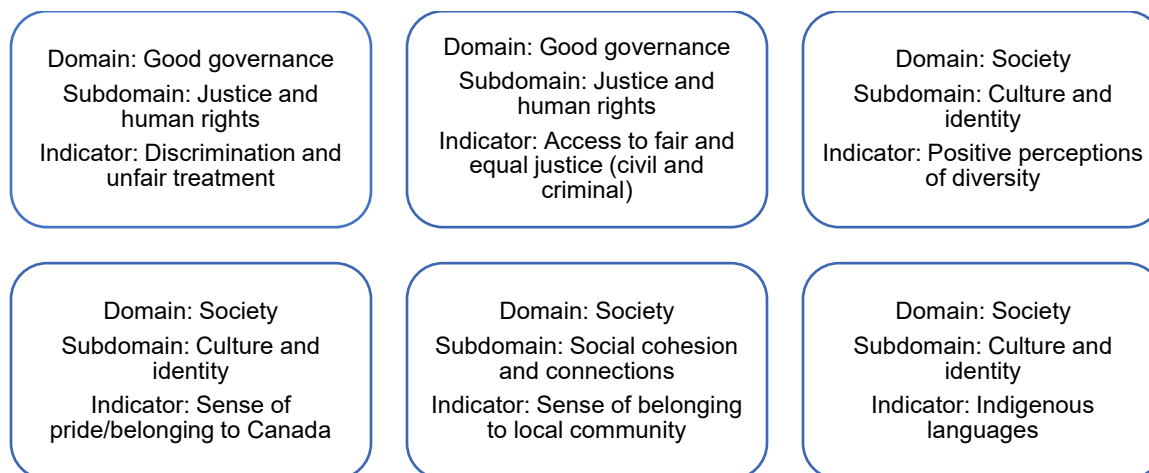 Domain: Good governance
Subdomain: Justice and
human rights
Indicator: Discrimination and
unfair treatment
Domain: Good governance
Subdomain: Justice and
human rights
Indicator: Access to fair and
equal justice (civil and
criminal)
Domain: Society
Subdomain: Culture and
identity
Indicator: Positive perceptions
of diversity
Domain: Society
Subdomain: Culture and
identity
Indicator: Sense of
pride/belonging to Canada
Domain: Society
Subdomain: Social cohesion
and connections
Indicator: Sense of belonging
to local community
Domain: Society
Subdomain: Culture and
identity
Indicator: Indigenous
languages